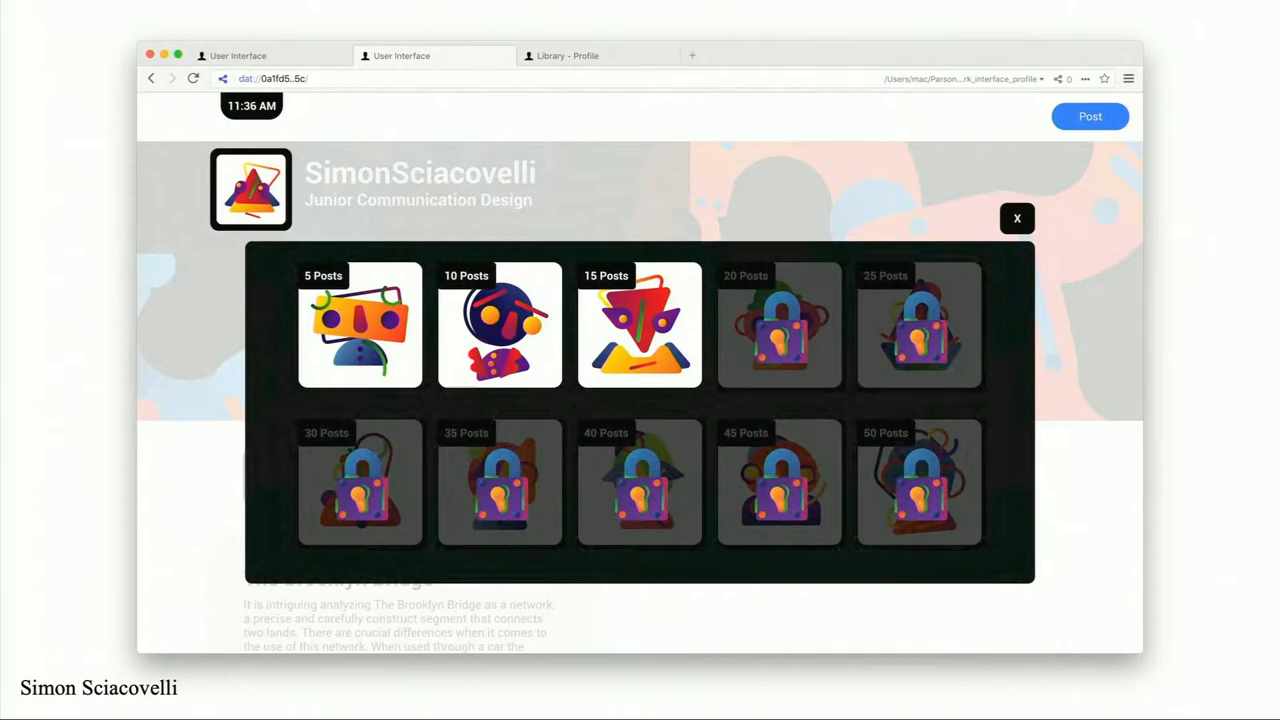 User Interface
User Interface
Library - Profile
dat://0a1fd5..5c/
/Users/mac/Parson...rk_interface_profile
0
11:36 AM
Post
SimonSciacovelli
Junior Communication Design
X
5 Posts
10 Posts
15 Posts
20 Posts
25 Posts
30 Posts
35 Posts
40 Posts
45 Posts
50 Posts
The Brooklyn Bridge
It is intriguing analyzing The Brooklyn Bridge as a network,
a precise and carefully construct segment that connects
two lands. There are crucial differences when it comes to
the use of this network. When used through a car the
Simon Sciacovelli